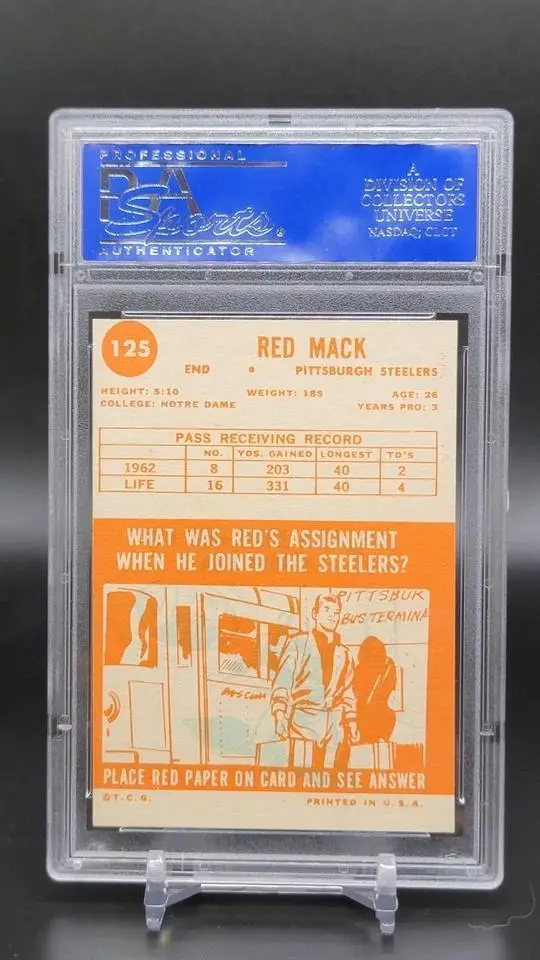 PROFESSIONAL
PSA
Sports
AUTHENTICATOR
A
DIVISION OF
COLLECTORS
UNIVERSE
NASDAQ; CLCT
125
RED MACK
END • PITTSBURGH STEELERS
HEIGHT: 5:10 WEIGHT: 185 AGE: 26
COLLEGE: NOTRE DAME YEARS PRO: 3
PASS RECEIVING RECORD
NO. YDS. GAINED LONGEST TD'S
1962 8 203 40 2
LIFE 16 331 40 4
WHAT WAS RED'S ASSIGNMENT
WHEN HE JOINED THE STEELERS?
PITTSBUR
BUS TERMINA
PLACE RED PAPER ON CARD AND SEE ANSWER
©T.C.G. PRINTED IN U.S.A.